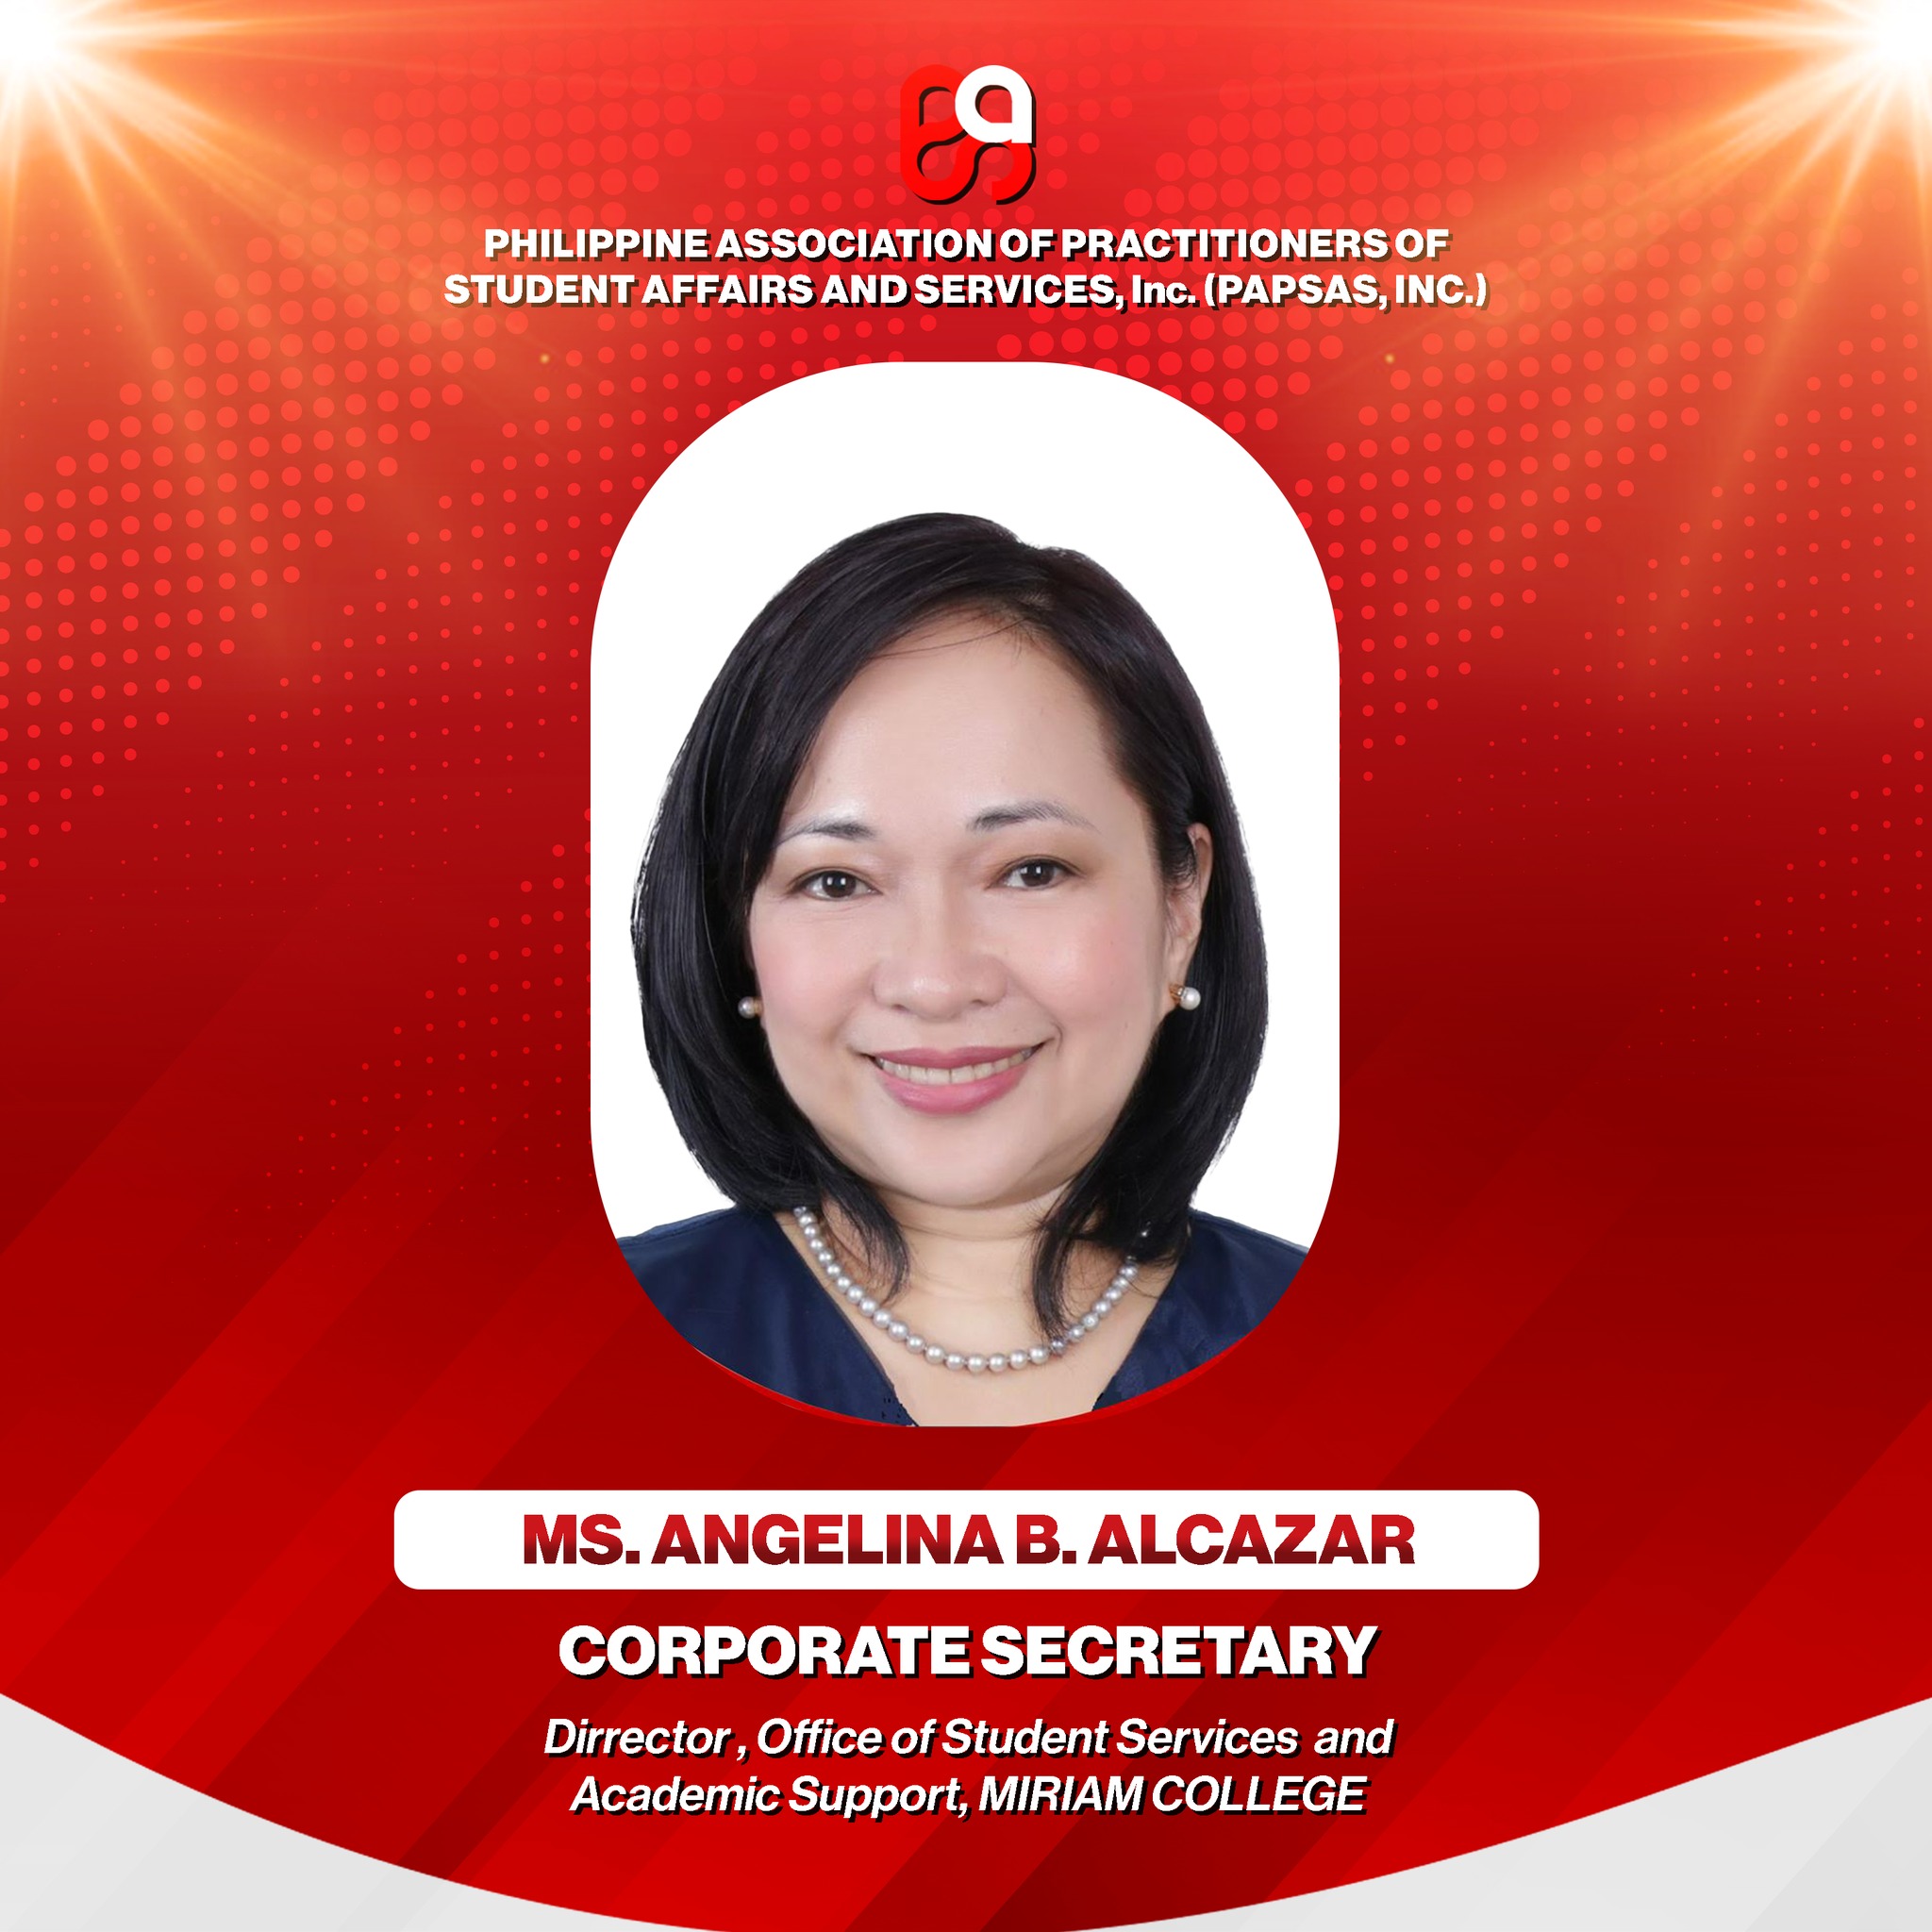 PHILIPPINE ASSOCIATION OF PRACTITIONERS OF
STUDENT AFFAIRS AND SERVICES, Inc. (PAPSAS, INC.)
MS. ANGELINA B. ALCAZAR
CORPORATE SECRETARY
Dirrector , Office of Student Services and
Academic Support, MIRIAM COLLEGE